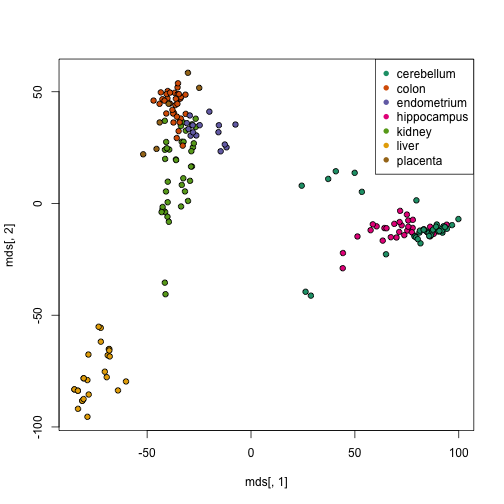 cerebellum
colon
endometrium
hippocampus
kidney
liver
placenta
50
0
-50
-100
mds[, 2]
-50
0
50
100
mds[, 1]